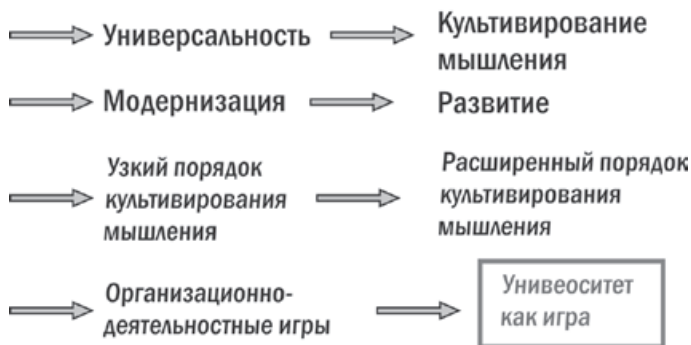 Универсальность
Культивирование
мышления
Модернизация
Развитие
Узкий порядок
культивирования
мышления
Расширенный порядок
культивирования
мышления
Организационно-
деятельностные игры
Унивеоситет
как игра